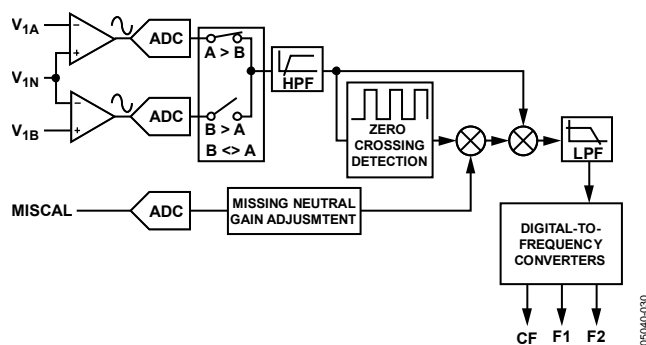 V1A
ADC
A > B
V1N
HPF
V1B
ADC
B > A
B <> A
ZERO
CROSSING
DETECTION
LPF
MISCAL
ADC
MISSING NEUTRAL
GAIN ADJUSMTENT
DIGITAL-TO-
FREQUENCY
CONVERTERS
CF F1 F2
05040-030